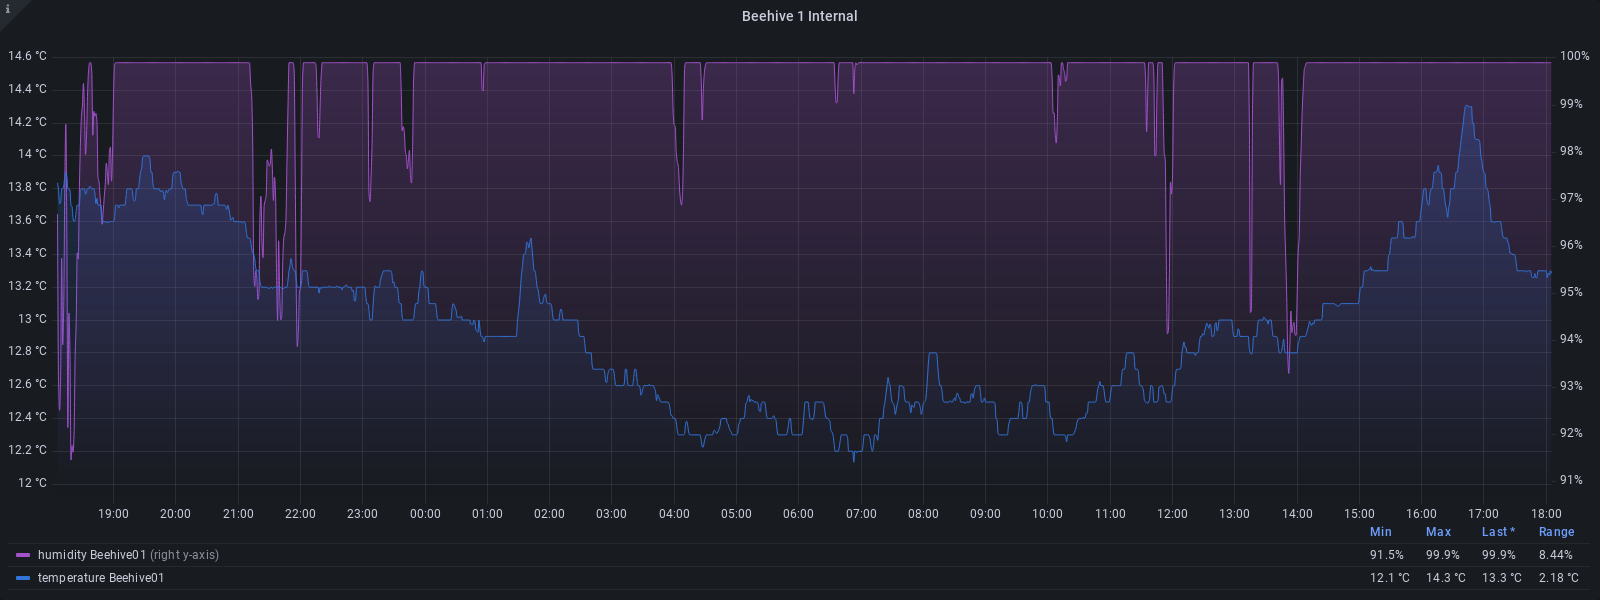 i
Beehive 1 Internal
14.6 °C 100%
14.4 °C
99%
14.2 °C
14 °C 98%
13.8 °C
97%
13.6 °C
13.4 °C 96%
13.2 °C 95%
13 °C
94%
12.8 °C
12.6 °C 93%
12.4 °C
92%
12.2 °C
12 °C 91%
19:00 20:00 21:00 22:00 23:00 00:00 01:00 02:00 03:00 04:00 05:00 06:00 07:00 08:00 09:00 10:00 11:00 12:00 13:00 14:00 15:00 16:00 17:00 18:00
Min Max Last * Range
humidity Beehive01 (right y-axis) 91.5% 99.9% 99.9% 8.44%
temperature Beehive01 12.1 °C 14.3 °C 13.3 °C 2.18 °C